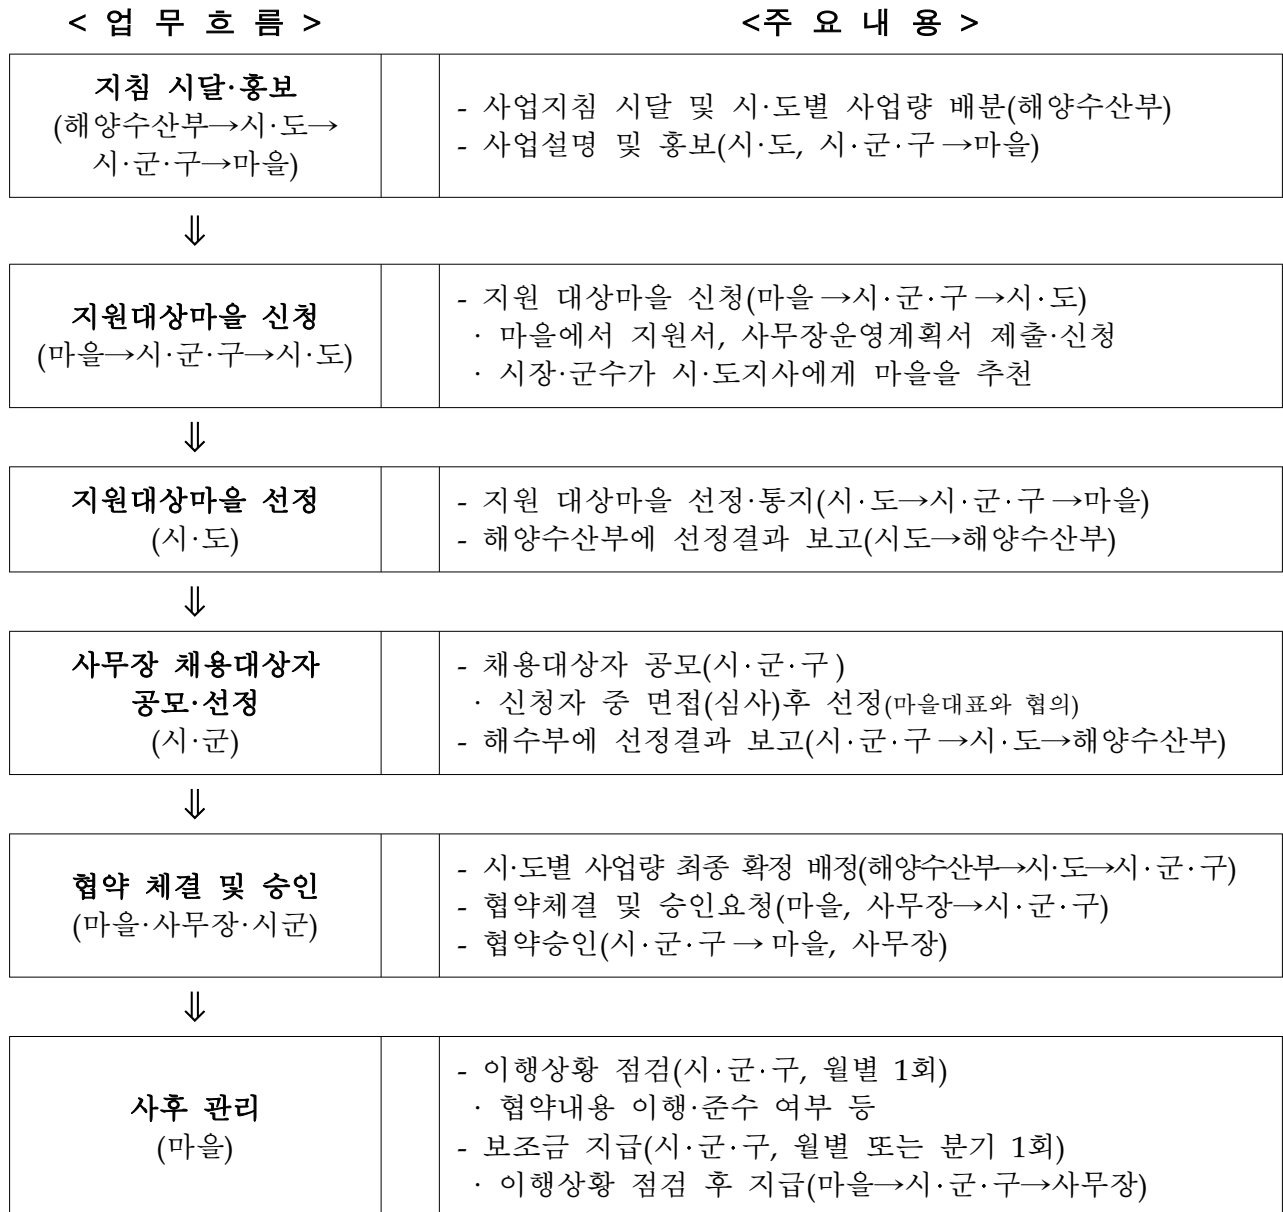 < 업 무 흐 름 >
<주 요 내 용 >
지침 시달·홍보
(해양수산부→시·도→
시·군·구→마을)
- 사업지침 시달 및 시·도별 사업량 배분(해양수산부)
- 사업설명 및 홍보(시·도, 시·군·구→마을)
⇓
지원대상마을 신청
(마을→시·군·구→시·도)
- 지원 대상마을 신청(마을→시·군·구→시·도)
· 마을에서 지원서, 사무장운영계획서 제출·신청
· 시장·군수가 시·도지사에게 마을을 추천
⇓
지원대상마을 선정
(시·도)
- 지원 대상마을 선정·통지(시·도→시·군·구→마을)
- 해양수산부에 선정결과 보고(시도→해양수산부)
⇓
사무장 채용대상자
공모·선정
(시·군)
- 채용대상자 공모(시·군·구)
· 신청자 중 면접(심사)후 선정(마을대표와 협의)
- 해수부에 선정결과 보고(시·군·구→시·도→해양수산부)
⇓
협약 체결 및 승인
(마을·사무장·시군)
- 시·도별 사업량 최종 확정 배정(해양수산부→시·도→시·군·구)
- 협약체결 및 승인요청(마을, 사무장→시·군·구)
- 협약승인(시·군·구→ 마을, 사무장)
⇓
사후 관리
(마을)
- 이행상황 점검(시·군·구, 월별 1회)
· 협약내용 이행·준수 여부 등
- 보조금 지급(시·군·구, 월별 또는 분기 1회)
· 이행상황 점검 후 지급(마을→시·군·구→사무장)